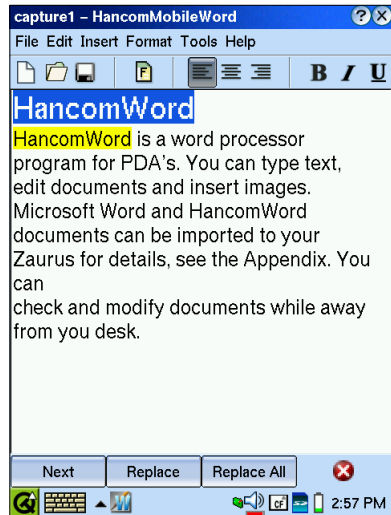 capture1 – HancomMobileWord
File Edit Insert Format Tools Help
F B I U
HancomWord
HancomWord is a word processor
program for PDA's. You can type text,
edit documents and insert images.
Microsoft Word and HancomWord
documents can be imported to your
Zaurus for details, see the Appendix. You
can
check and modify documents while away
from you desk.
Next Replace Replace All
CF 2:57 PM